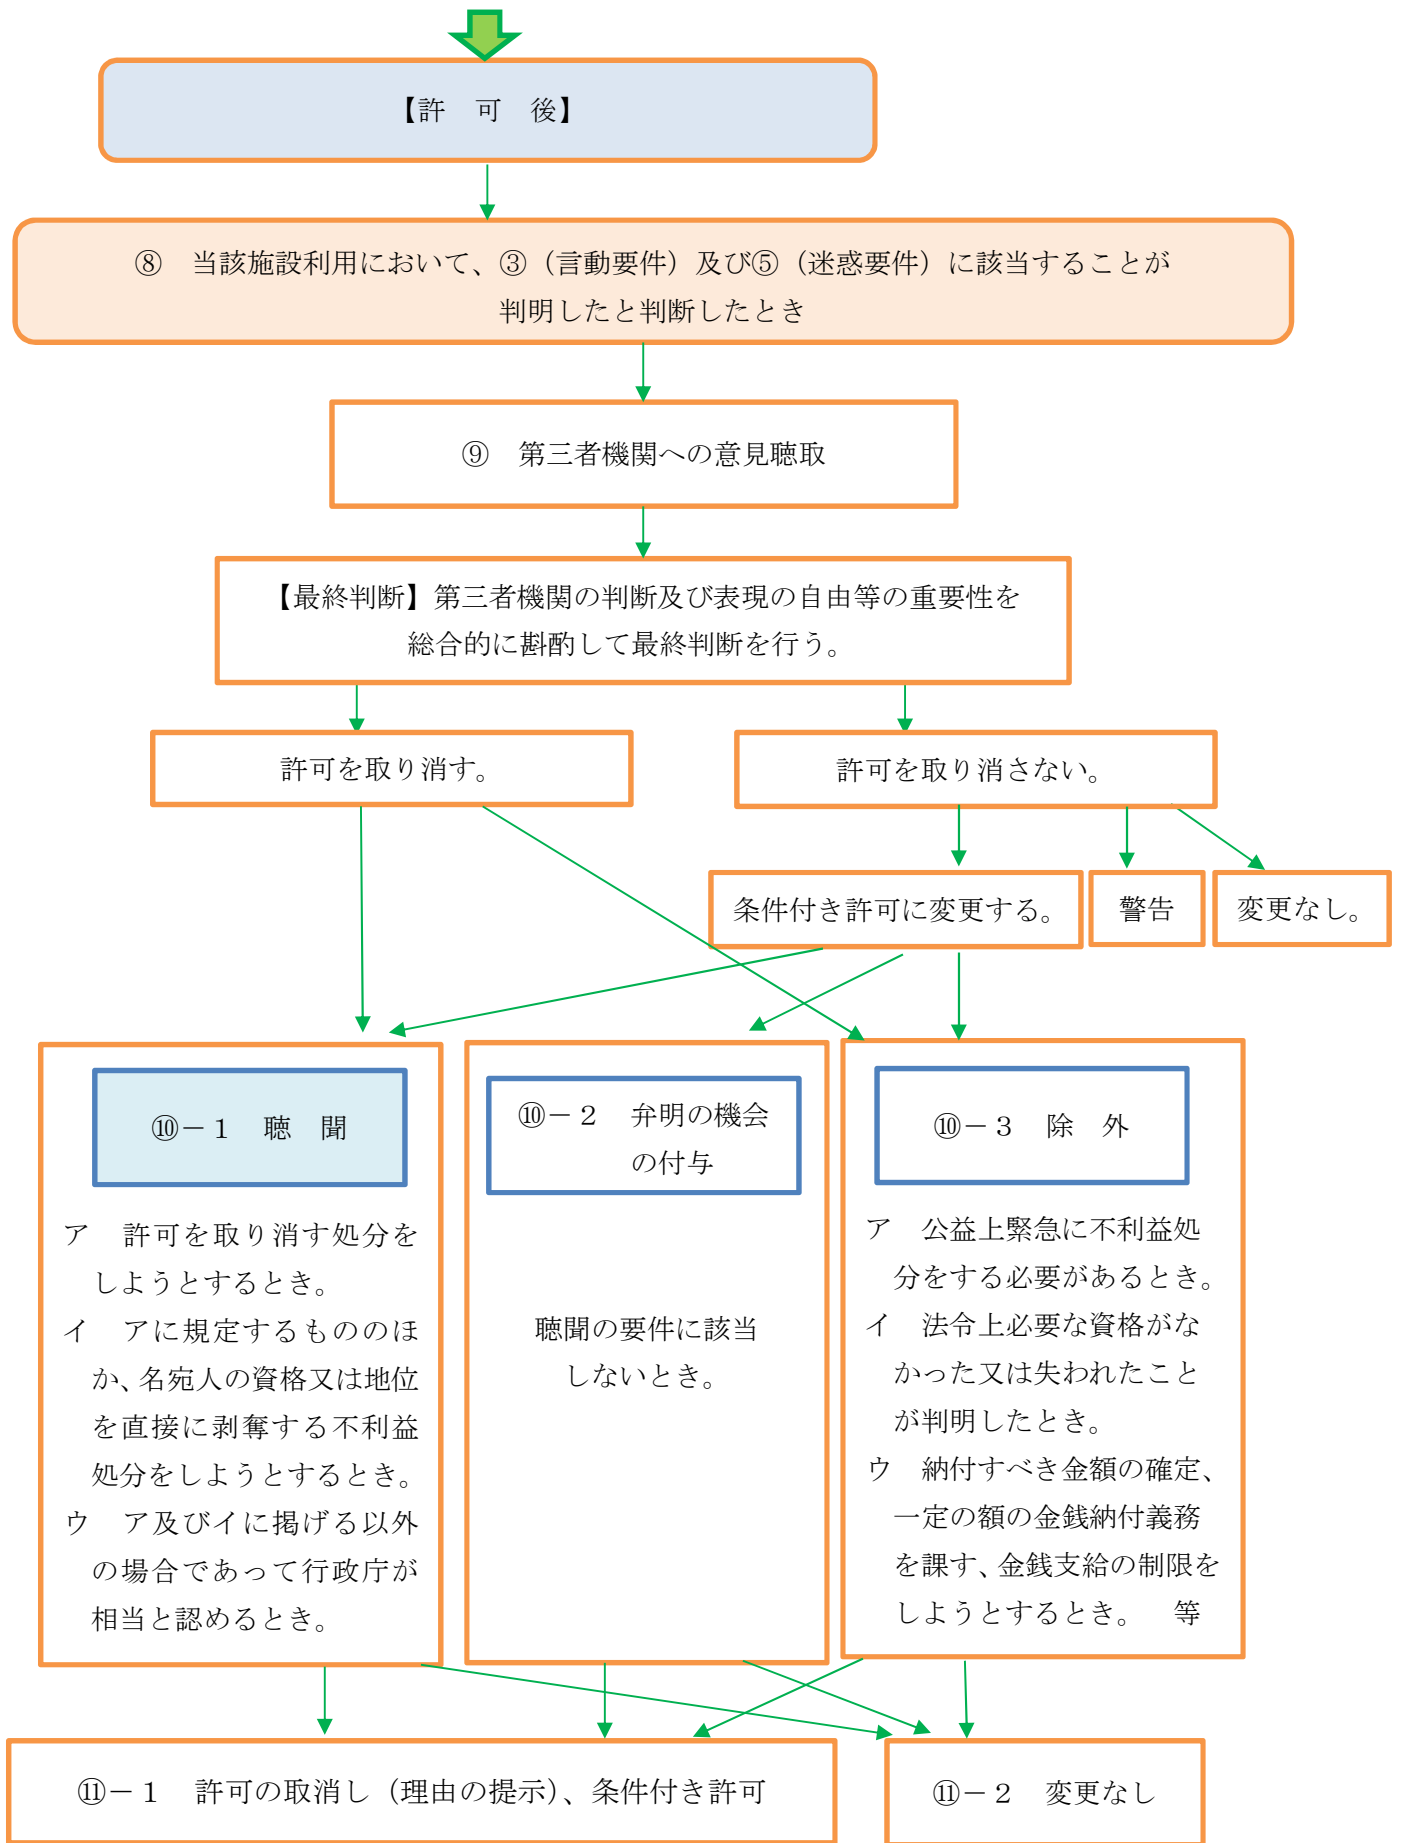 【許　可　後】
⑧　当該施設利用において、③（言動要件）及び⑤（迷惑要件）に該当することが
判明したと判断したとき
⑨　第三者機関への意見聴取
【最終判断】第三者機関の判断及び表現の自由等の重要性を
総合的に斟酌して最終判断を行う。
許可を取り消す。
許可を取り消さない。
条件付き許可に変更する。
警告
変更なし。
⑩－１　聴　聞
ア　許可を取り消す処分を
しようとするとき。
イ　アに規定するもののほ
か、名宛人の資格又は地位
を直接に剥奪する不利益
処分をしようとするとき。
ウ　ア及びイに掲げる以外
の場合であって行政庁が
相当と認めるとき。
⑩－２　弁明の機会
の付与
聴聞の要件に該当
しないとき。
⑩－３　除　外
ア　公益上緊急に不利益処
分をする必要があるとき。
イ　法令上必要な資格がな
かった又は失われたこと
が判明したとき。
ウ　納付すべき金額の確定、
一定の額の金銭納付義務
を課す、金銭支給の制限を
しようとするとき。　等
⑪－１　許可の取消し（理由の提示）、条件付き許可
⑪－２　変更なし